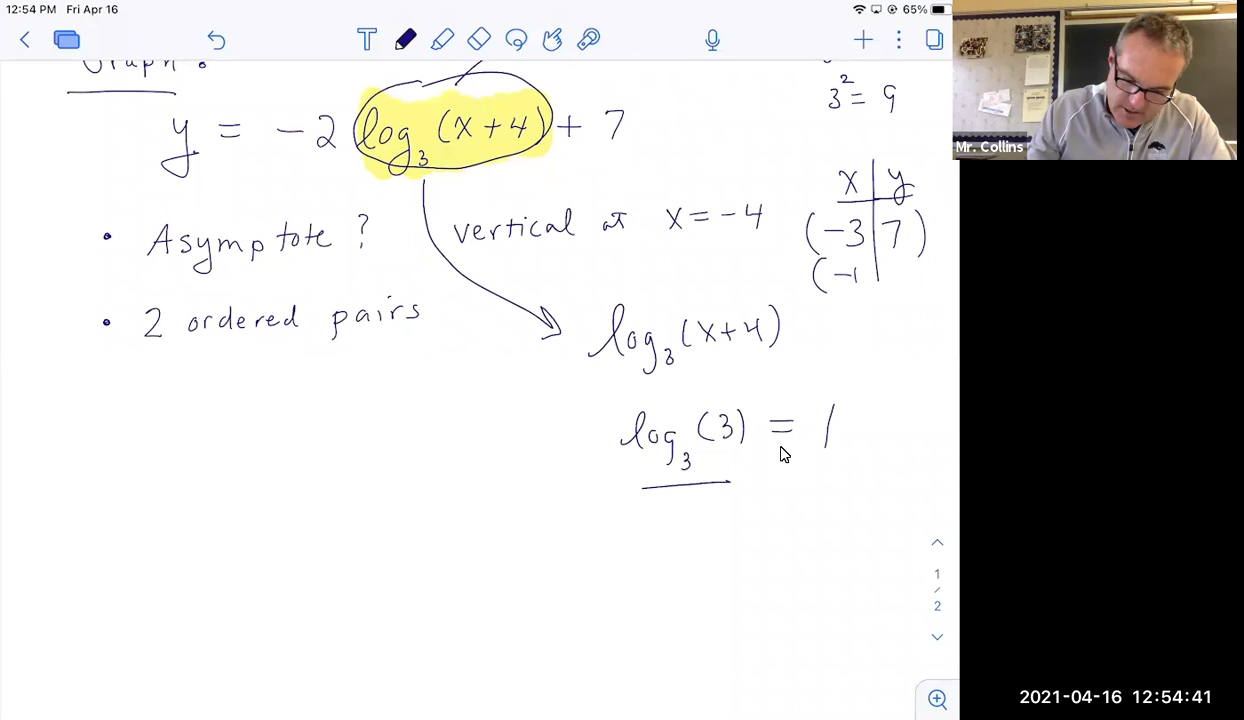 12:54 PM Fri Apr 16
65%
Graph:
3² = 9
y = -2 log₃ (x+4) + 7
x | y
• Asymptote? vertical at x = -4
(-3 | 7)
(-1 |
• 2 ordered pairs
log₃(x+4)
log₃(3) = 1
1
/
2
Mr. Collins
2021-04-16 12:54:41